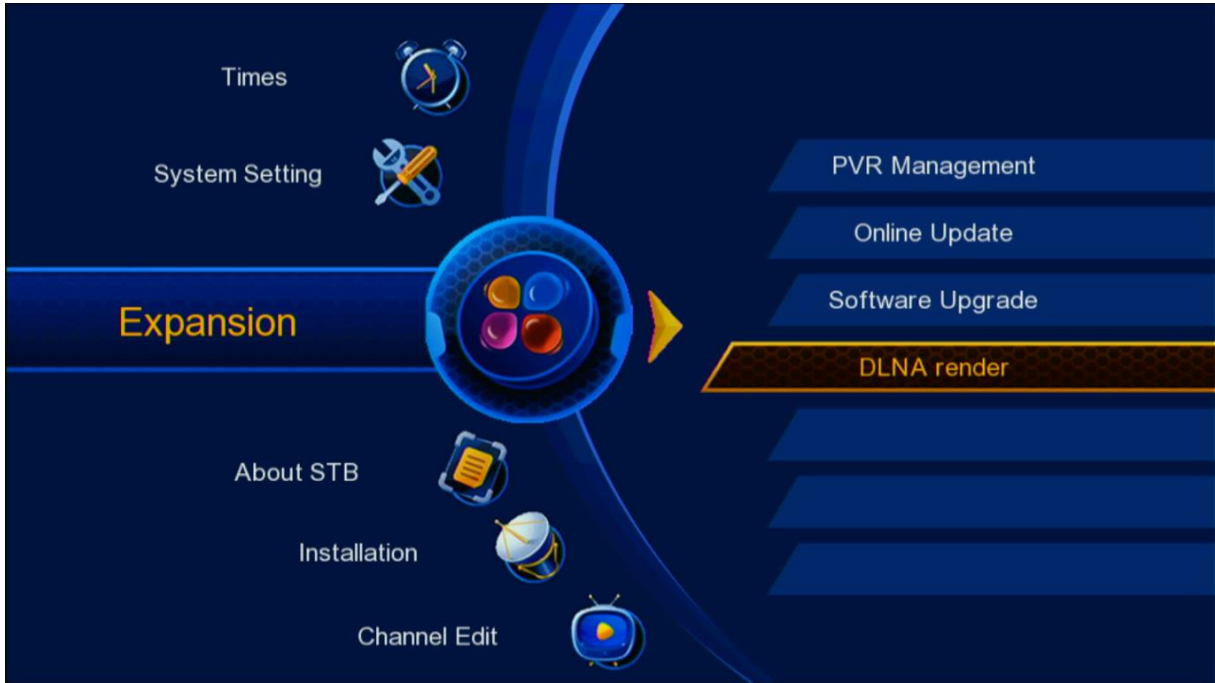 Times
System Setting
Expansion
About STB
Installation
Channel Edit
PVR Management
Online Update
Software Upgrade
DLNA render